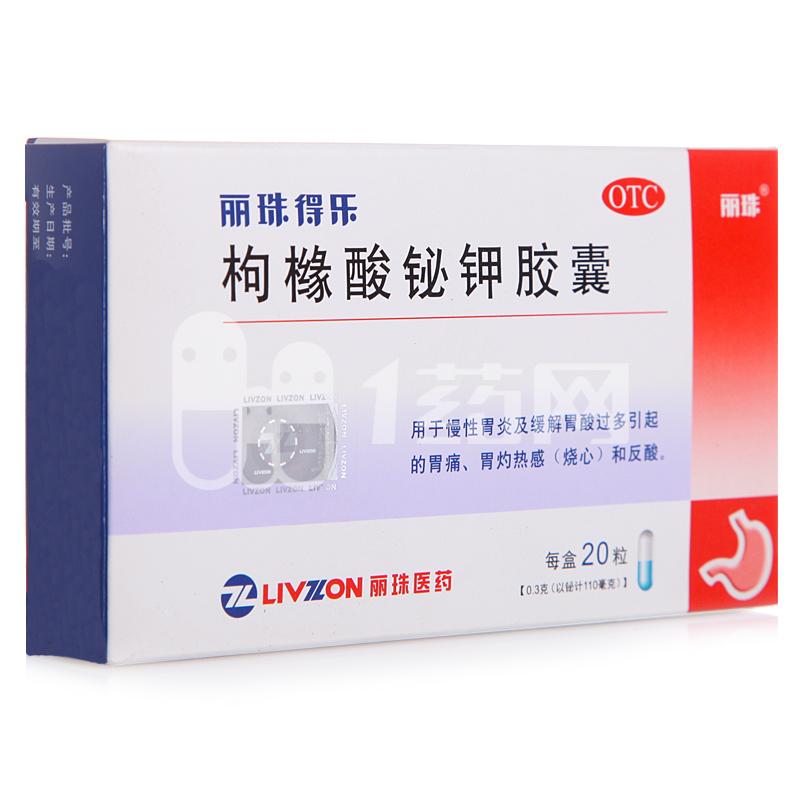 产品批号:
生产日期:
有效期至
丽珠得乐
OTC
丽珠®
枸橼酸铋钾胶囊
1药网
LIVZON LIVZON LIVZON
LIVZON
LIVZON
用于慢性胃炎及缓解胃酸过多引起
的胃痛、胃灼热感（烧心）和反酸。
LIVZON 丽珠医药
每盒20粒
【0.3克（以铋计110毫克）】